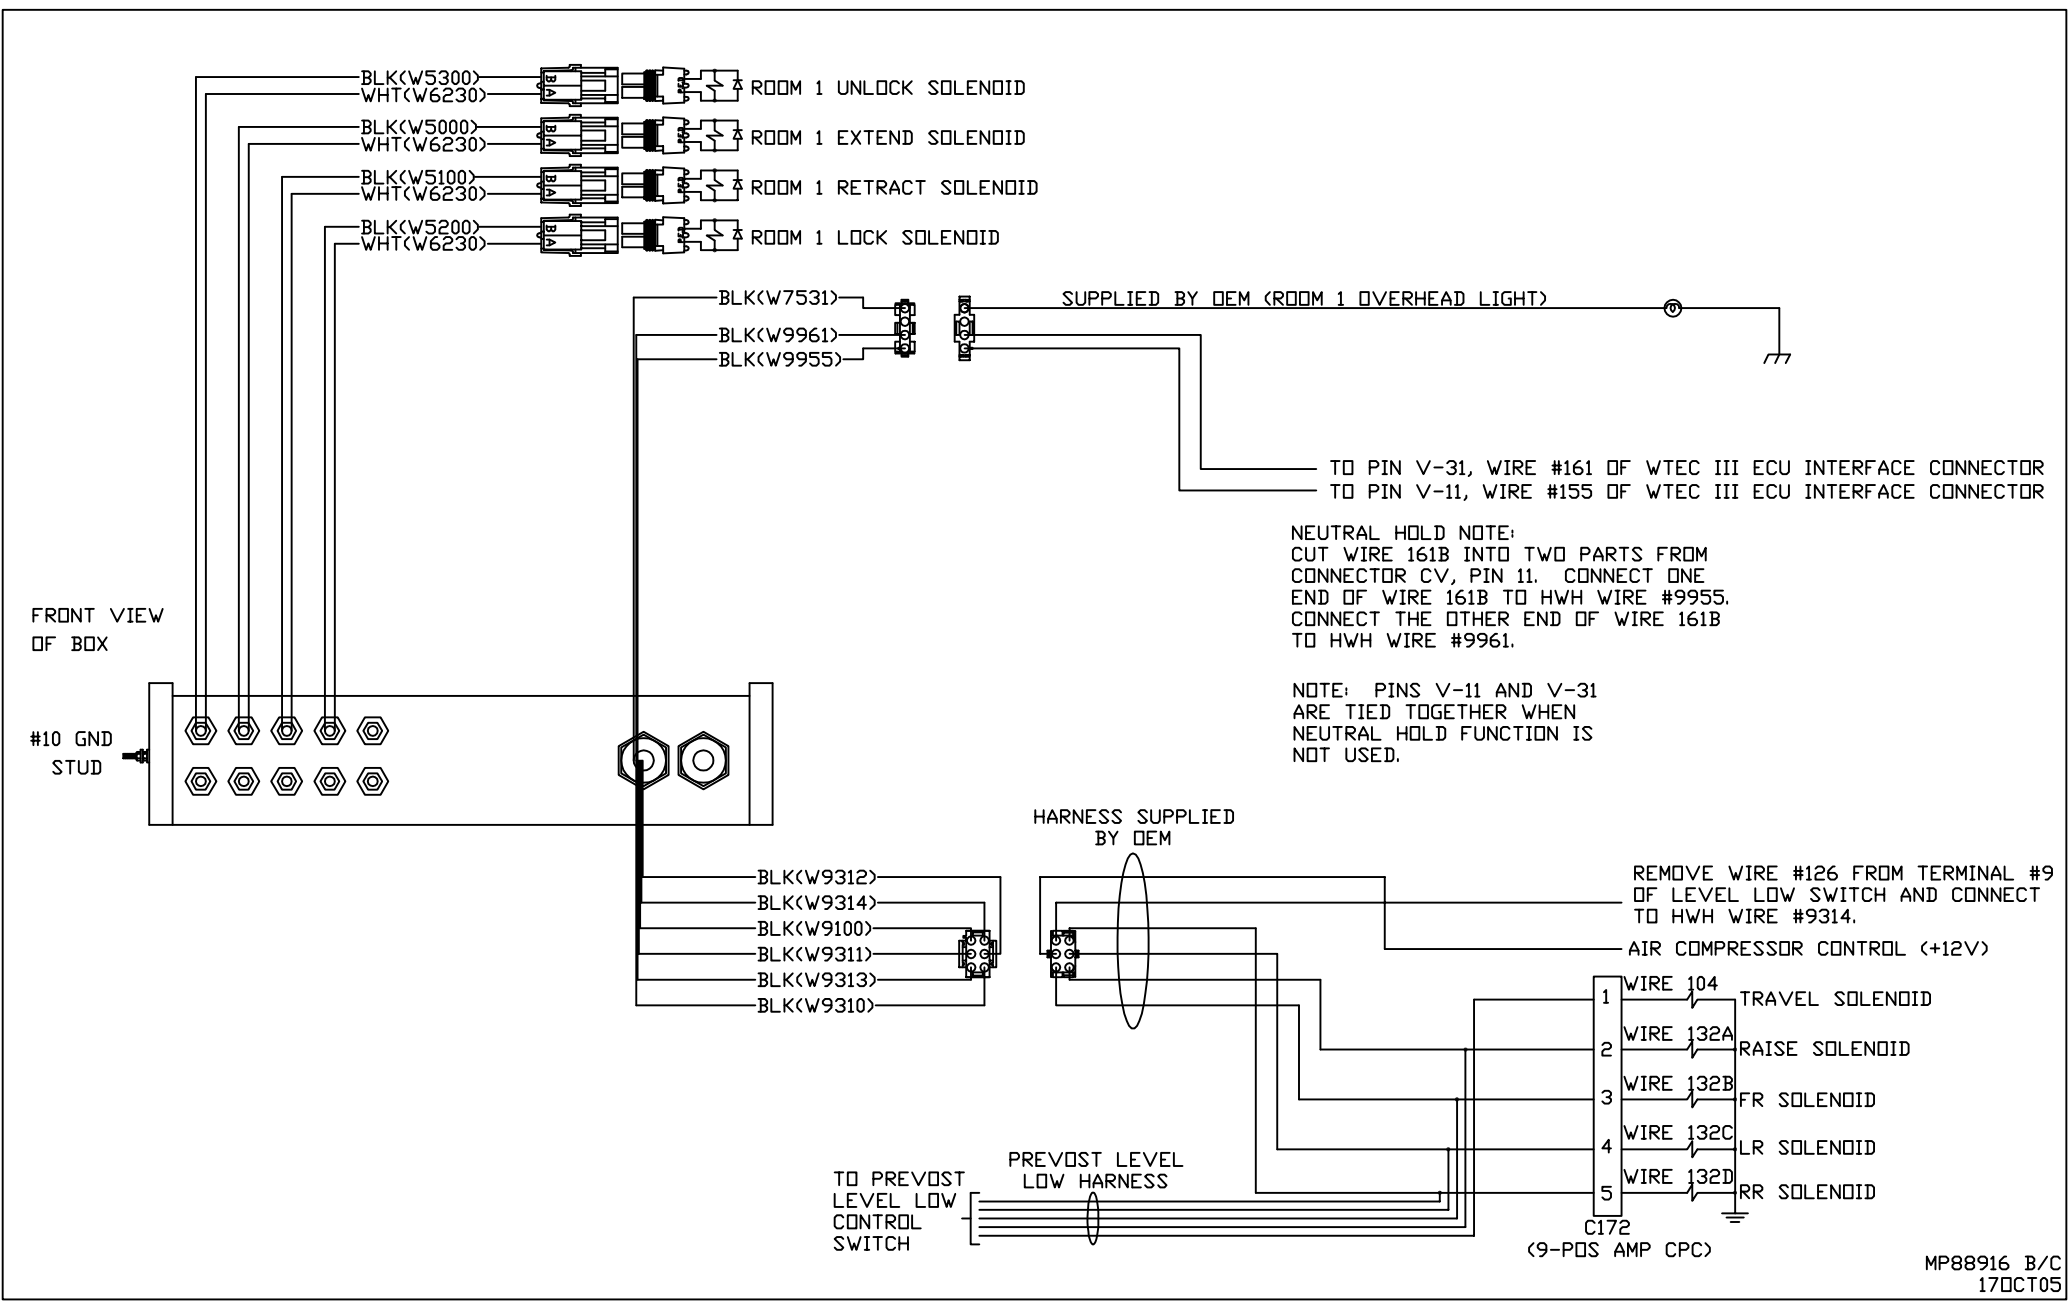 BLK(W5300)
WHT(W6230)
B
A
ROOM 1 UNLOCK SOLENOID
BLK(W5000)
WHT(W6230)
B
A
ROOM 1 EXTEND SOLENOID
BLK(W5100)
WHT(W6230)
B
A
ROOM 1 RETRACT SOLENOID
BLK(W5200)
WHT(W6230)
B
A
ROOM 1 LOCK SOLENOID
BLK(W7531)
BLK(W9961)
BLK(W9955)
SUPPLIED BY OEM (ROOM 1 OVERHEAD LIGHT)
TO PIN V-31, WIRE #161 OF WTEC III ECU INTERFACE CONNECTOR
TO PIN V-11, WIRE #155 OF WTEC III ECU INTERFACE CONNECTOR
NEUTRAL HOLD NOTE:
CUT WIRE 161B INTO TWO PARTS FROM
CONNECTOR CV, PIN 11. CONNECT ONE
END OF WIRE 161B TO HWH WIRE #9955.
CONNECT THE OTHER END OF WIRE 161B
TO HWH WIRE #9961.
NOTE: PINS V-11 AND V-31
ARE TIED TOGETHER WHEN
NEUTRAL HOLD FUNCTION IS
NOT USED.
FRONT VIEW
OF BOX
#10 GND
STUD
HARNESS SUPPLIED
BY OEM
BLK(W9312)
BLK(W9314)
BLK(W9100)
BLK(W9311)
BLK(W9313)
BLK(W9310)
REMOVE WIRE #126 FROM TERMINAL #9
OF LEVEL LOW SWITCH AND CONNECT
TO HWH WIRE #9314.
AIR COMPRESSOR CONTROL (+12V)
1
WIRE 104
TRAVEL SOLENOID
2
WIRE 132A
RAISE SOLENOID
3
WIRE 132B
FR SOLENOID
4
WIRE 132C
LR SOLENOID
5
WIRE 132D
RR SOLENOID
C172
(9-POS AMP CPC)
PREVOST LEVEL
LOW HARNESS
TO PREVOST
LEVEL LOW
CONTROL
SWITCH
MP88916 B/C
17OCT05